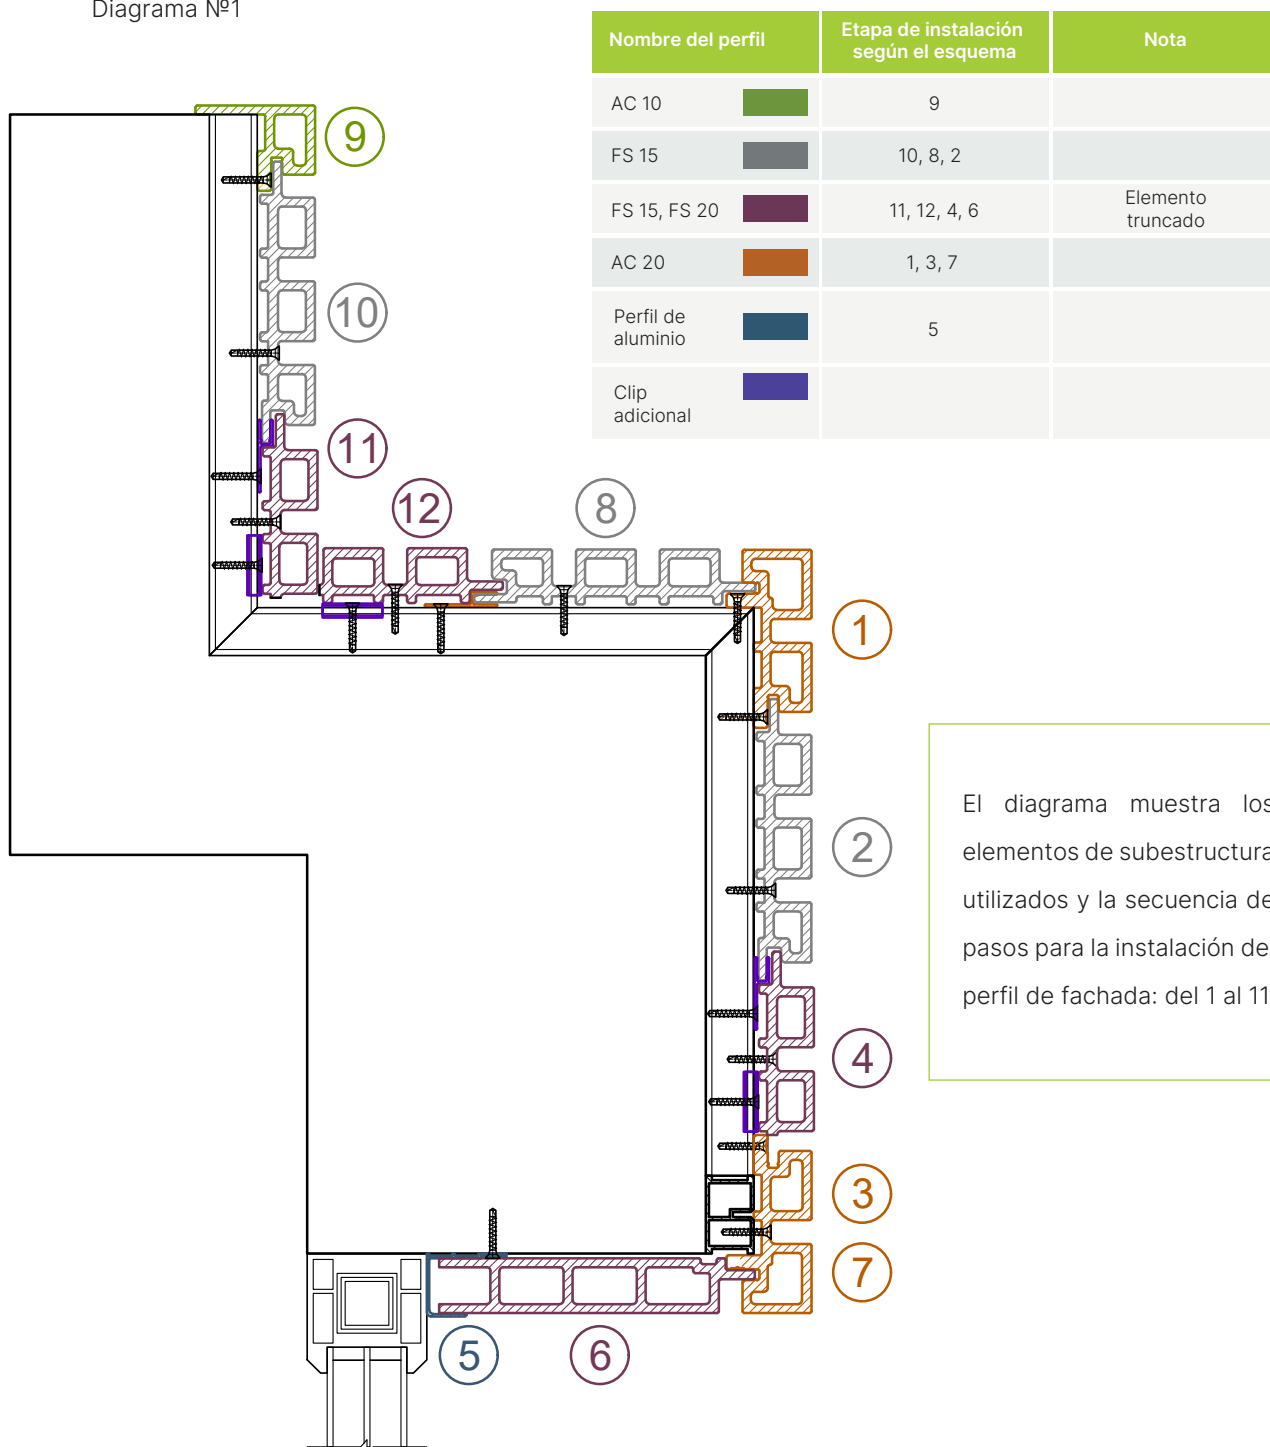 Diagrama Nº1
Nombre del perfil
Etapa de instalación
según el esquema
Nota
AC 10
9
FS 15
10, 8, 2
FS 15, FS 20
11, 12, 4, 6
Elemento
truncado
AC 20
1, 3, 7
Perfil de
aluminio
5
Clip
adicional
9
10
11
12
8
1
2
4
3
7
5
6
El diagrama muestra los
elementos de subestructura
utilizados y la secuencia de
pasos para la instalación de
perfil de fachada: del 1 al 11